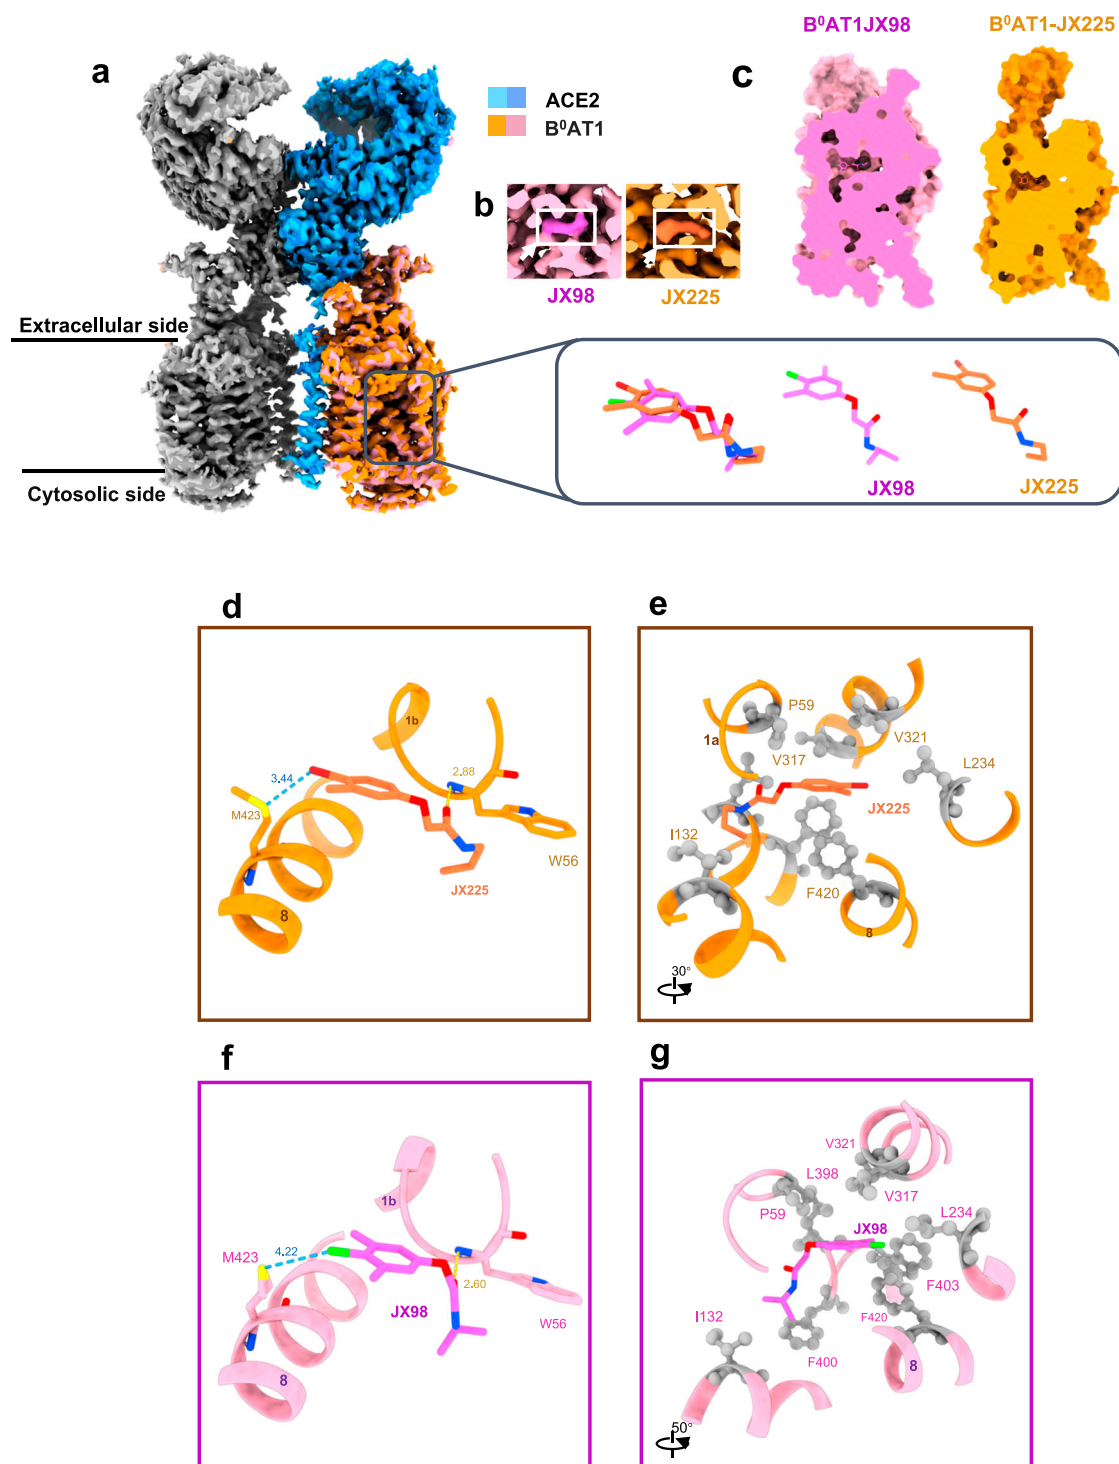 B⁰AT1JX98
B⁰AT1-JX225
a
c
ACE2
B⁰AT1
b
JX98
JX225
Extracellular side
Cytosolic side
JX98
JX225
d
e
1b
3.44
2.88
M423
W56
JX225
8
P59
1a
V321
V317
L234
JX225
I132
F420
8
30°
f
g
1b
M423
4.22
JX98
2.60
W56
8
V321
L398
V317
P59
JX98
L234
F403
F420
I132
F400
8
50°